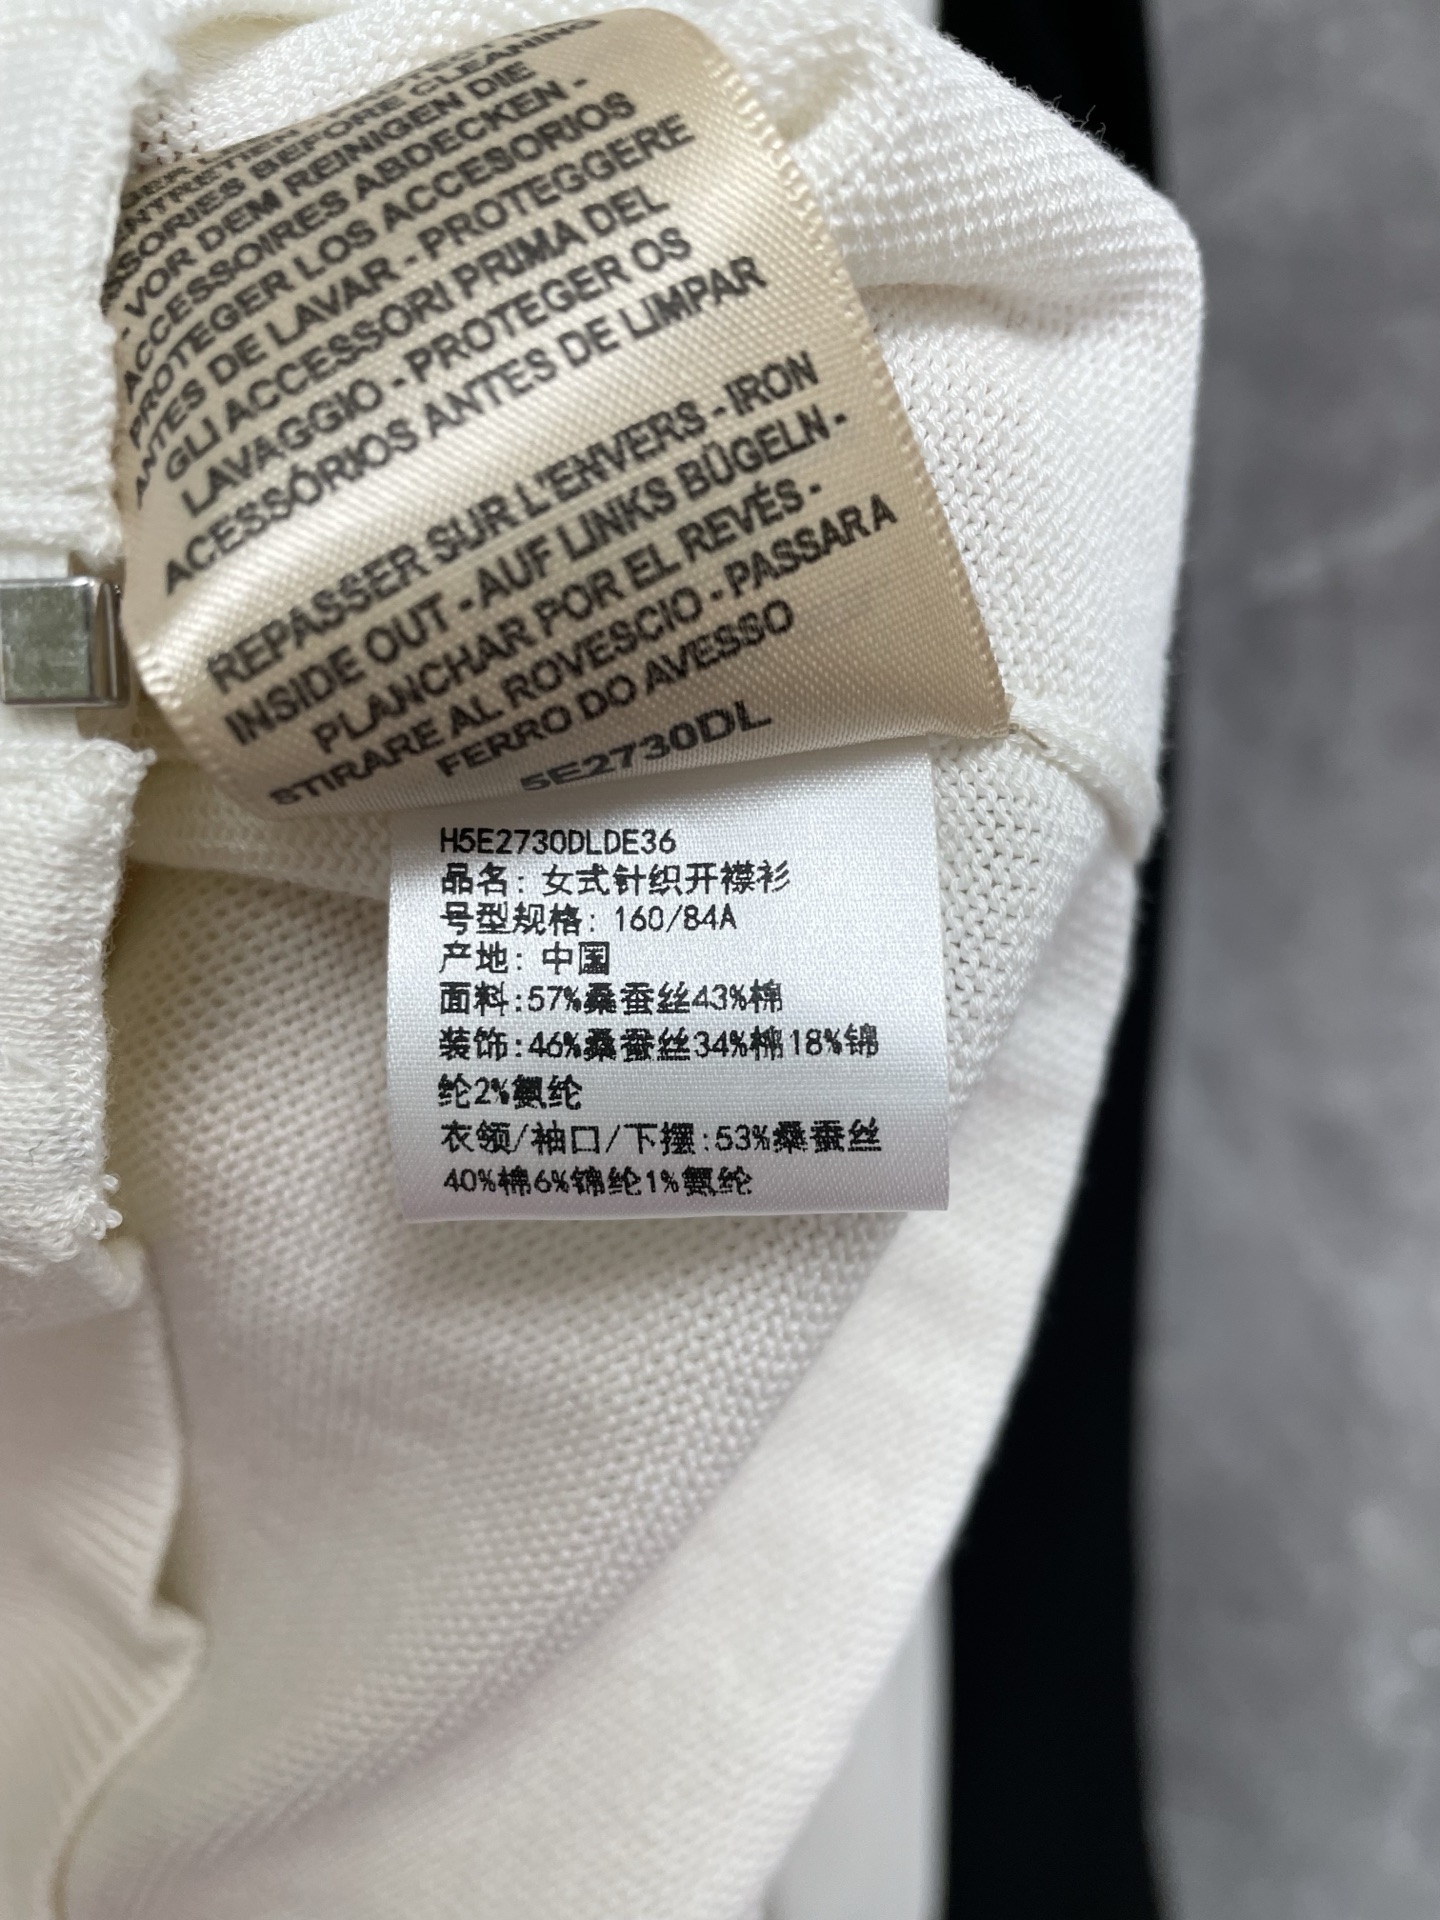 ENTRETIEN BEFORE CLEANING
VOR DEM REINIGEN DIE
ACCESSOIRES ABDECKEN -
PROTEGER LOS ACCESORIOS
ANTES DE LAVAR - PROTEGGERE
GLI ACCESSORI PRIMA DEL
LAVAGGIO - PROTEGER OS
ACESSÓRIOS ANTES DE LIMPAR
REPASSER SUR L'ENVERS - IRON
INSIDE OUT - AUF LINKS BÜGELN -
PLANCHAR POR EL REVÉS -
STIRARE AL ROVESCIO - PASSAR A
FERRO DO AVESSO
5E2730DL
H5E2730DLDE36
品名: 女式针织开襟衫
号型规格: 160/84A
产地: 中国
面料:57%桑蚕丝43%棉
装饰:46%桑蚕丝34%棉18%锦
纶2%氨纶
衣领/袖口/下摆:53%桑蚕丝
40%棉6%锦纶1%氨纶